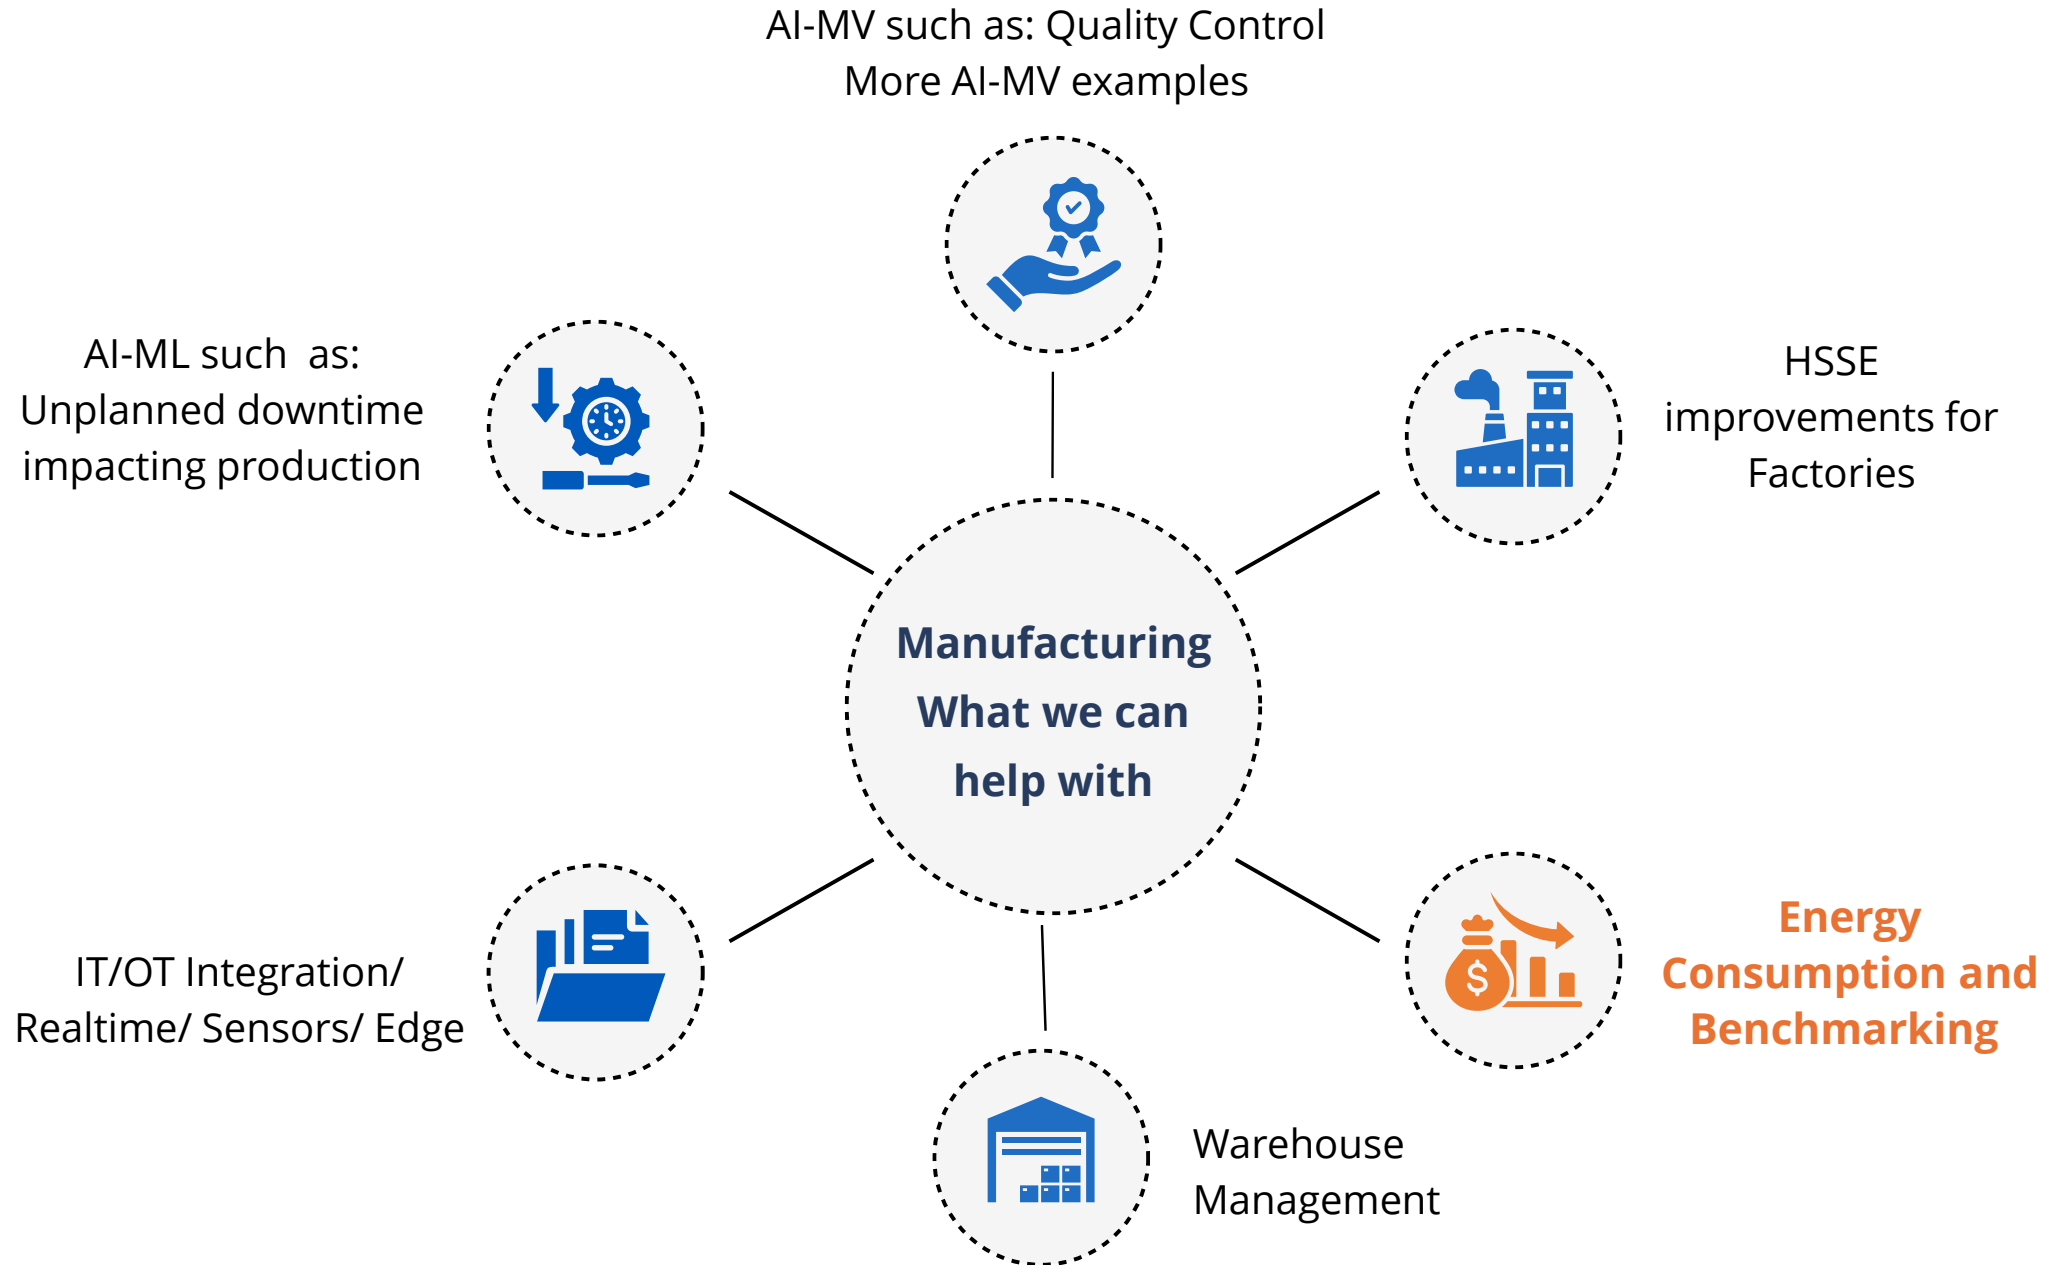 AI-MV such as: Quality Control
More AI-MV examples
AI-ML such  as:
Unplanned downtime
impacting production
HSSE
improvements for
Factories
Manufacturing
What we can
help with
IT/OT Integration/
Realtime/ Sensors/ Edge
Energy
Consumption and
Benchmarking
$
Warehouse
Management